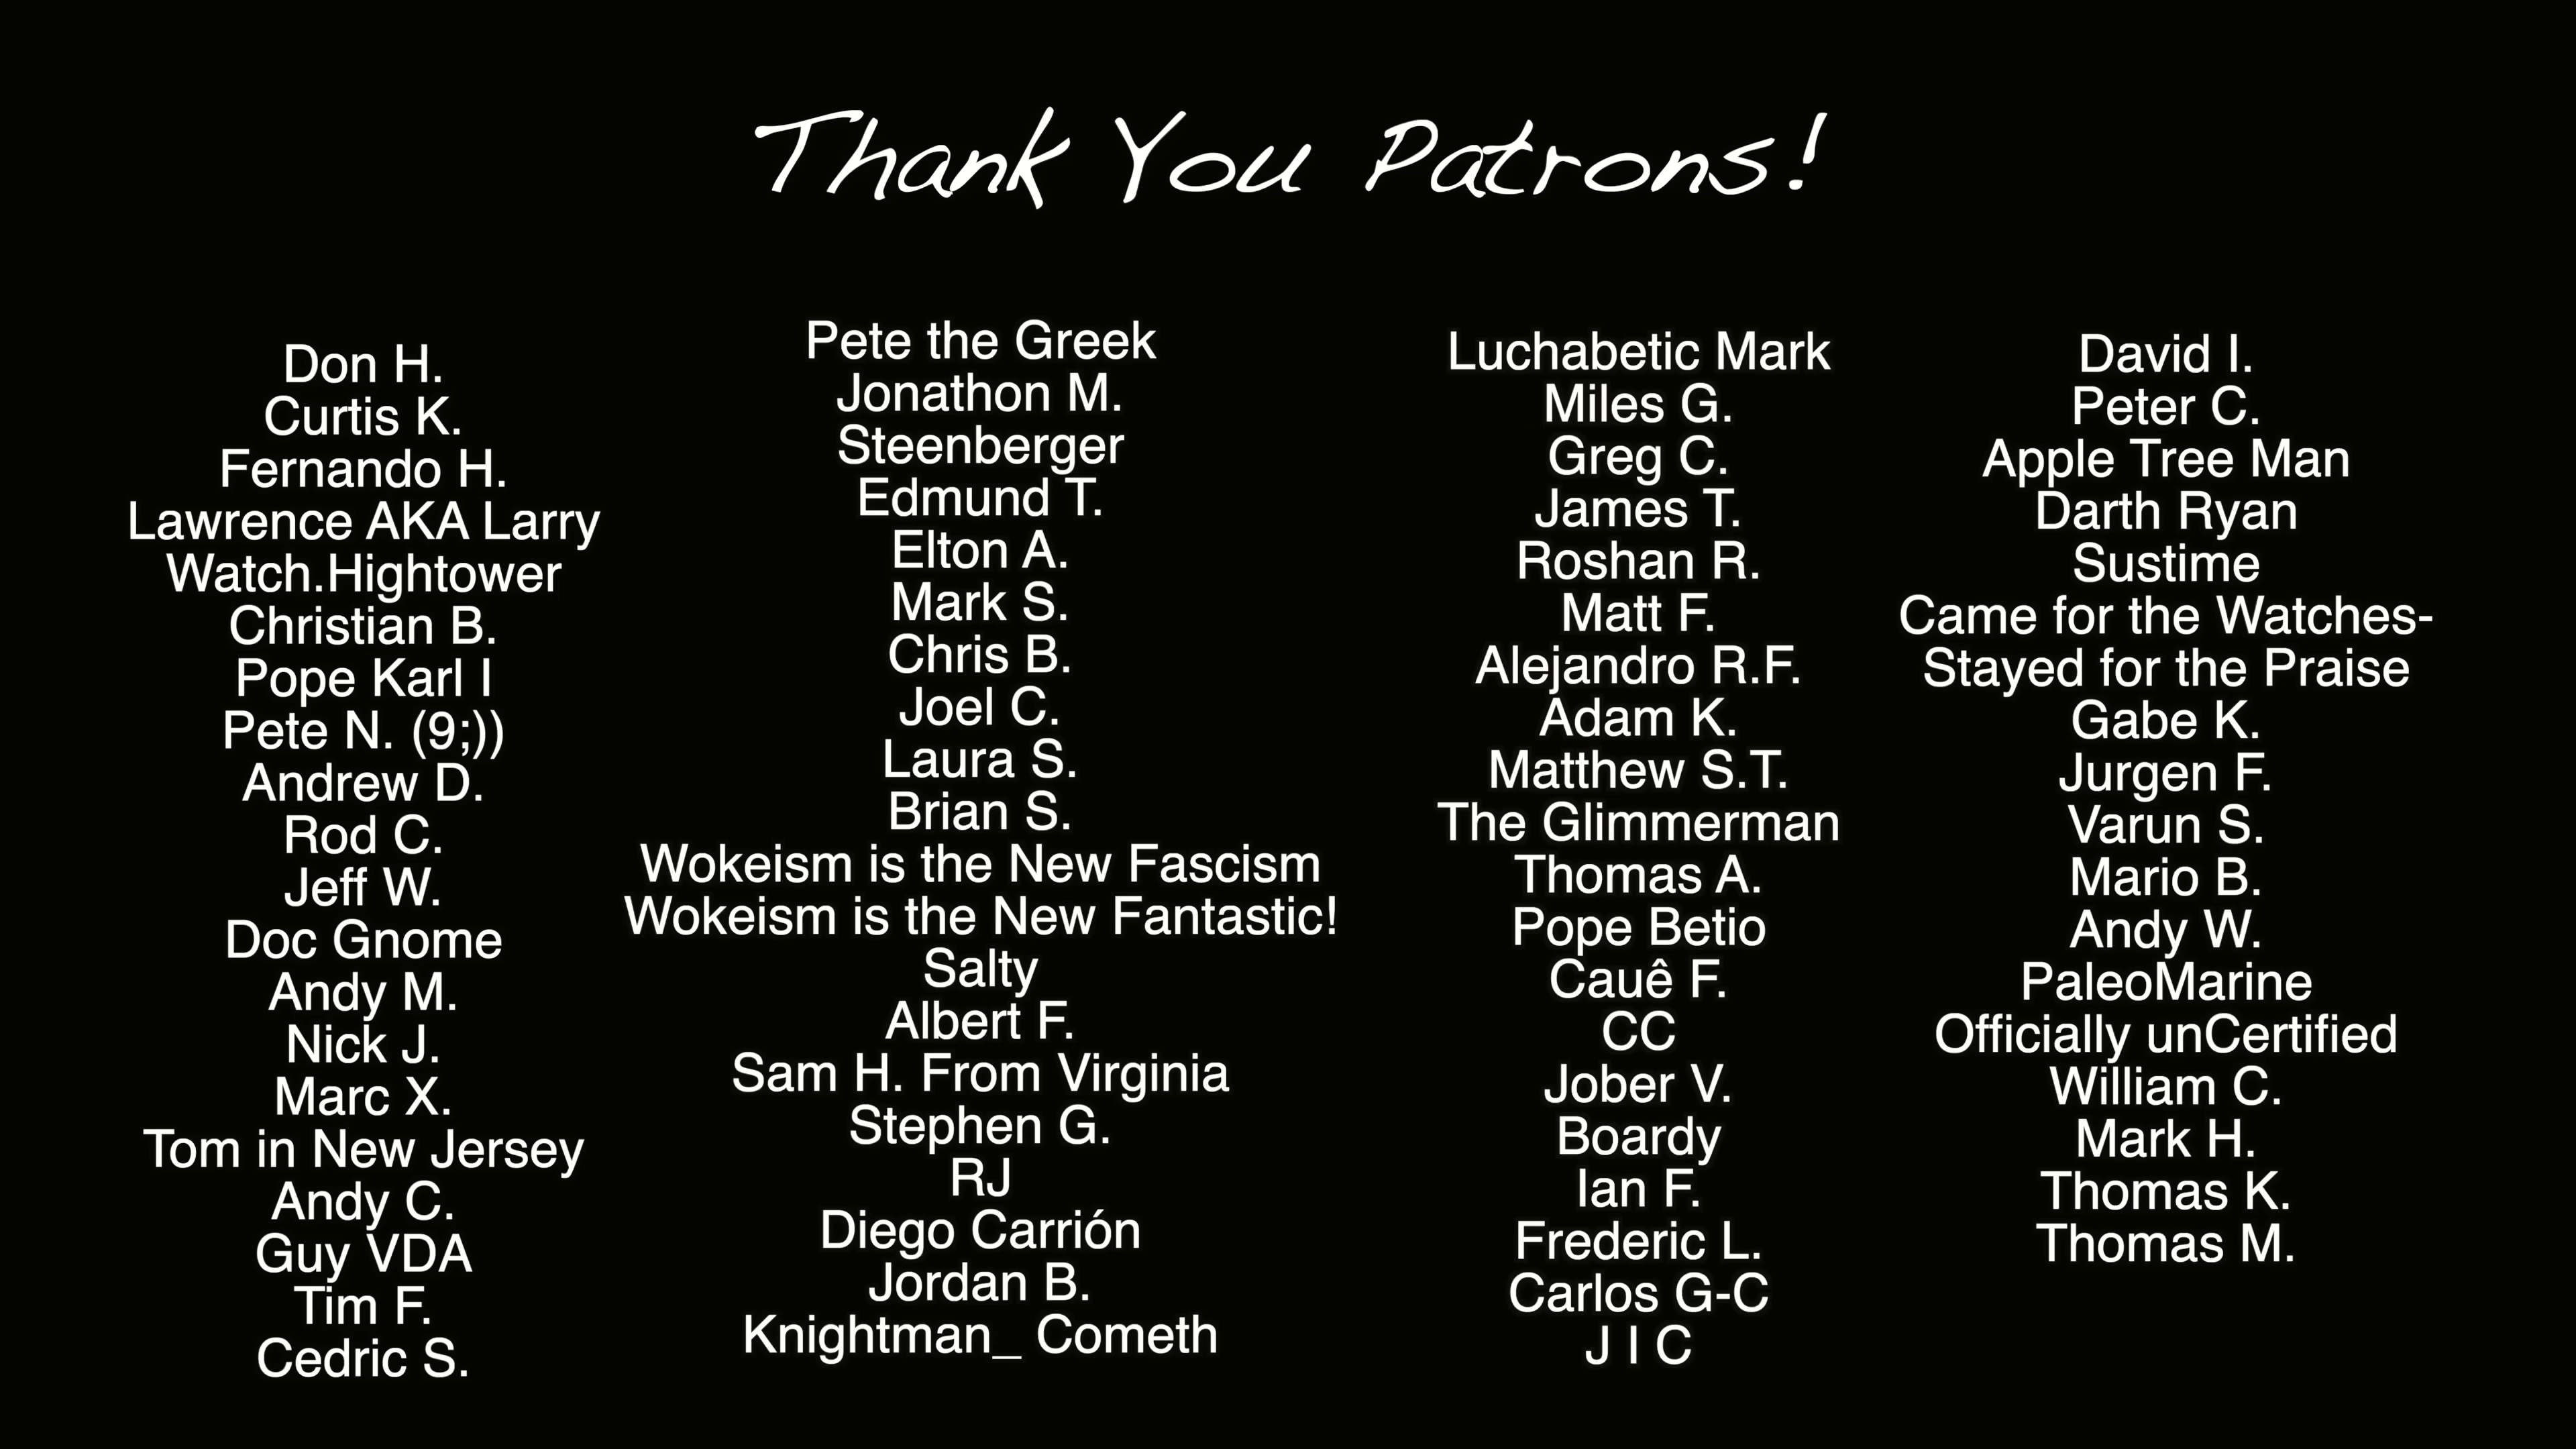 Thank You Patrons!
Don H.
Curtis K.
Fernando H.
Lawrence AKA Larry
Watch.Hightower
Christian B.
Pope Karl I
Pete N. (9;))
Andrew D.
Rod C.
Jeff W.
Doc Gnome
Andy M.
Nick J.
Marc X.
Tom in New Jersey
Andy C.
Guy VDA
Tim F.
Cedric S.
Pete the Greek
Jonathon M.
Steenberger
Edmund T.
Elton A.
Mark S.
Chris B.
Joel C.
Laura S.
Brian S.
Wokeism is the New Fascism
Wokeism is the New Fantastic!
Salty
Albert F.
Sam H. From Virginia
Stephen G.
RJ
Diego Carrión
Jordan B.
Knightman_ Cometh
Luchabetic Mark
Miles G.
Greg C.
James T.
Roshan R.
Matt F.
Alejandro R.F.
Adam K.
Matthew S.T.
The Glimmerman
Thomas A.
Pope Betio
Cauê F.
CC
Jober V.
Boardy
Ian F.
Frederic L.
Carlos G-C
J I C
David I.
Peter C.
Apple Tree Man
Darth Ryan
Sustime
Came for the Watches-
Stayed for the Praise
Gabe K.
Jurgen F.
Varun S.
Mario B.
Andy W.
PaleoMarine
Officially unCertified
William C.
Mark H.
Thomas K.
Thomas M.